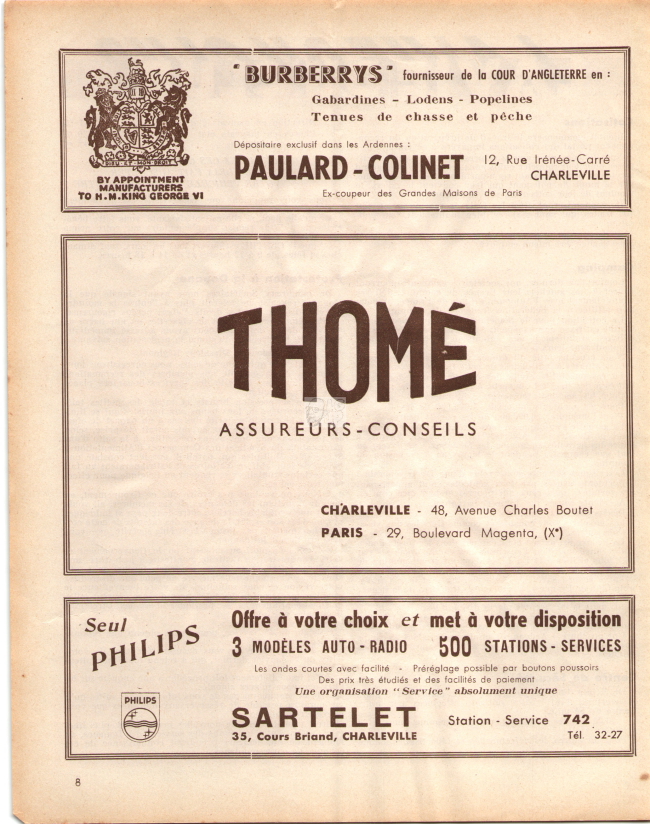 "BURBERRYS" fournisseur de la COUR D'ANGLETERRE en :
Gabardines - Lodens - Popelines
Tenues de chasse et pêche
DIEU ET MON DROIT
BY APPOINTMENT
MANUFACTURERS
TO H.M.KING GEORGE VI
Dépositaire exclusif dans les Ardennes :
PAULARD-COLINET
12, Rue Irénée-Carré
CHARLEVILLE
Ex-coupeur des Grandes Maisons de Paris
THOMÉ
ASSUREURS-CONSEILS
CHARLEVILLE - 48, Avenue Charles Boutet
PARIS - 29, Boulevard Magenta, (Xe)
Seul
PHILIPS
PHILIPS
Offre à votre choix et met à votre disposition
3 MODÈLES AUTO-RADIO 500 STATIONS-SERVICES
Les ondes courtes avec facilité - Préréglage possible par boutons poussoirs
Des prix très étudiés et des facilités de paiement
Une organisation "Service" absolument unique
SARTELET
35, Cours Briand, CHARLEVILLE
Station - Service 742
Tél. 32-27
8